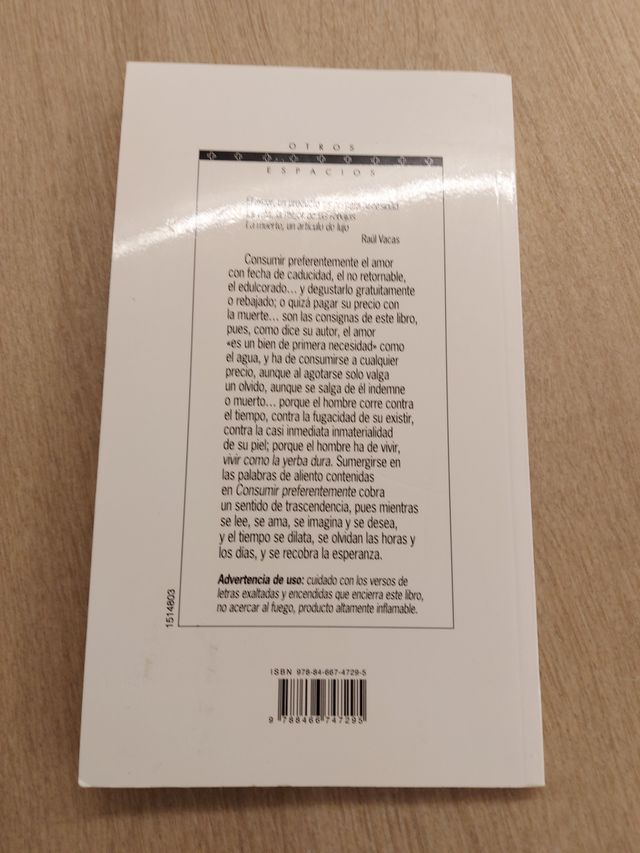 OTROS
ESPACIOS
El amor, un producto
La vida, la mejor de las rebajas
La muerte, un artículo de lujo
Raúl Vacas
Consumir preferentemente el amor
con fecha de caducidad, el no retornable,
el edulcorado... y degustarlo gratuitamente
o rebajado; o quizá pagar su precio con
la muerte... son las consignas de este libro,
pues, como dice su autor, el amor
«es un bien de primera necesidad» como
el agua, y ha de consumirse a cualquier
precio, aunque al agotarse solo valga
un olvido, aunque se salga de él indemne
o muerto... porque el hombre corre contra
el tiempo, contra la fugacidad de su existir,
contra la casi inmediata inmaterialidad
de su piel; porque el hombre ha de vivir,
vivir como la yerba dura. Sumergirse en
las palabras de aliento contenidas
en Consumir preferentemente cobra
un sentido de trascendencia, pues mientras
se lee, se ama, se imagina y se desea,
y el tiempo se dilata, se olvidan las horas y
los días, y se recobra la esperanza.
Advertencia de uso: cuidado con los versos de
letras exaltadas y encendidas que encierra este libro,
no acercar al fuego, producto altamente inflamable.
1514803
ISBN 978-84-667-4729-5
9 788466 747295